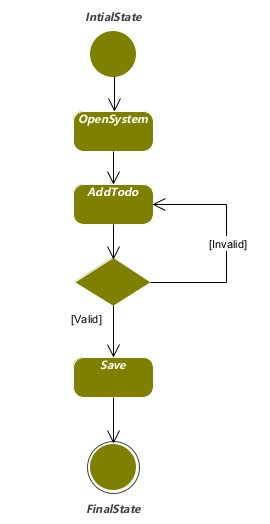 IntialState
OpenSystem
AddTodo
[Invalid]
[Valid]
Save
FinalState